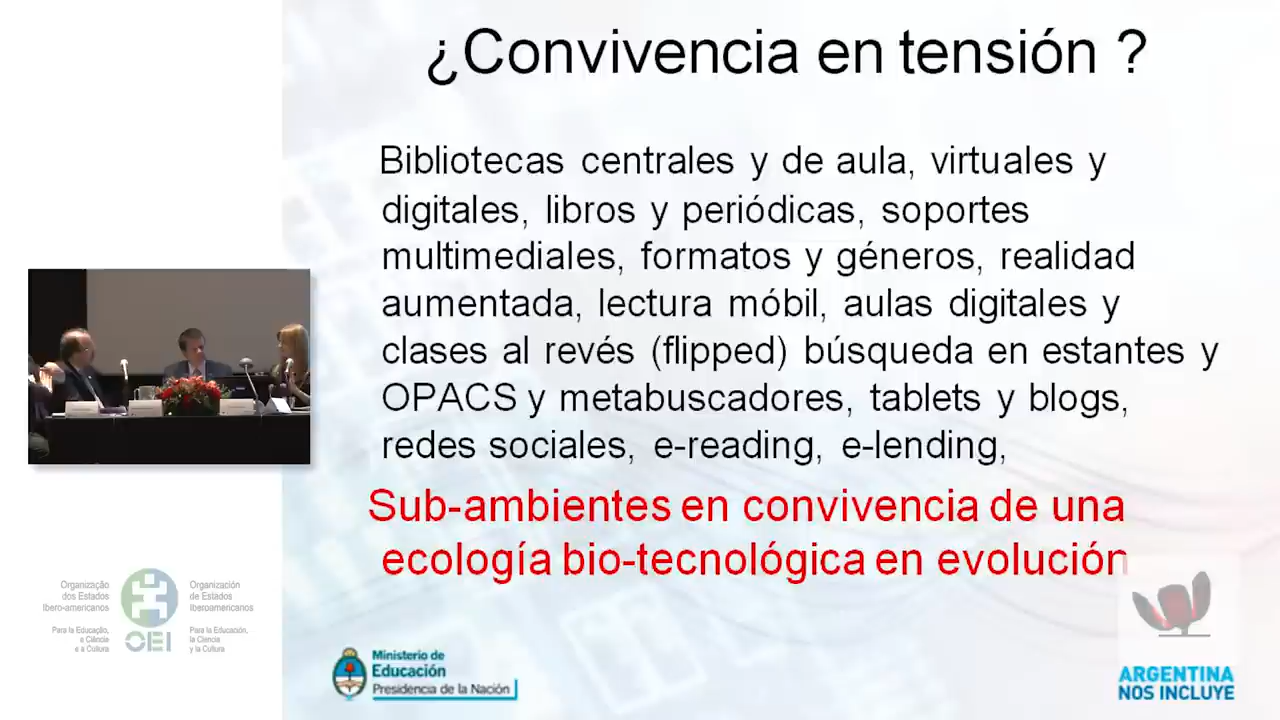 ¿Convivencia en tensión ?
Bibliotecas centrales y de aula, virtuales y
digitales, libros y periódicas, soportes
multimediales, formatos y géneros, realidad
aumentada, lectura móbil, aulas digitales y
clases al revés (flipped) búsqueda en estantes y
OPACS y metabuscadores, tablets y blogs,
redes sociales, e-reading, e-lending,
Sub-ambientes en convivencia de una
ecología bio-tecnológica en evolución
Organização
dos Estados
Ibero-americanos
Para la Educação,
a Ciência
e a Cultura
OEI
Organización
de Estados
Iberoamericanos
Para la Educación,
la Ciencia
y la Cultura
Ministerio de
Educación
Presidencia de la Nación
ARGENTINA
NOS INCLUYE